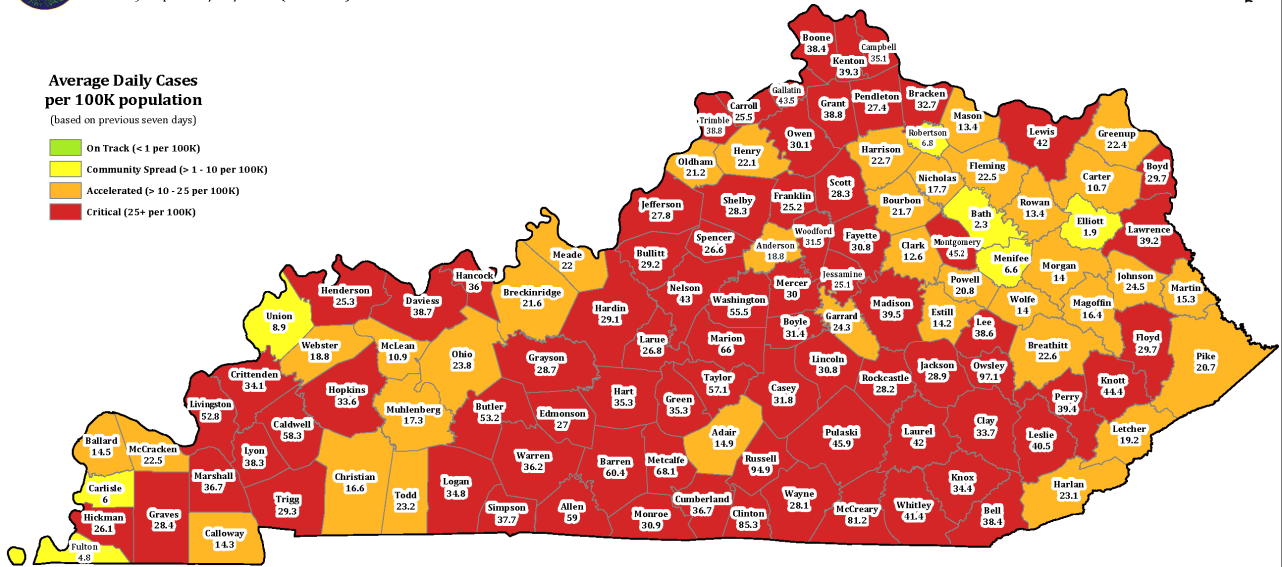 Average Daily Cases
per 100K population
(based on previous seven days)
On Track (< 1 per 100K)
Community Spread (> 1 - 10 per 100K)
Accelerated (> 10 - 25 per 100K)
Critical (25+ per 100K)
Boone
38.4
Campbell
35.1
Kenton
39.3
Gallatin
43.5
Carroll
25.5
Grant
38.8
Pendleton
27.4
Bracken
32.7
Trimble
38.8
Mason
13.4
Owen
30.1
Robertson
6.8
Lewis
42
Greenup
22.4
Oldham
21.2
Henry
22.1
Harrison
22.7
Fleming
22.5
Boyd
29.7
Nicholas
17.7
Carter
10.7
Scott
28.3
Jefferson
27.8
Shelby
28.3
Franklin
25.2
Bourbon
21.7
Rowan
13.4
Bath
2.3
Elliott
1.9
Lawrence
39.2
Spencer
26.6
Woodford
31.5
Fayette
30.8
Anderson
18.8
Clark
12.6
Montgomery
45.2
Meade
22
Bullitt
29.2
Menifee
6.6
Morgan
14
Hancock
36
Jessamine
25.1
Powell
20.8
Johnson
24.5
Martin
15.3
Henderson
25.3
Daviess
38.7
Breckinridge
21.6
Nelson
43
Mercer
30
Washington
55.5
Madison
39.5
Wolfe
14
Magoffin
16.4
Union
8.9
Hardin
29.1
Boyle
31.4
Garrard
24.3
Estill
14.2
Lee
38.6
Webster
18.8
McLean
10.9
Larue
26.8
Marion
66
Breathitt
22.6
Floyd
29.7
Ohio
23.8
Grayson
28.7
Lincoln
30.8
Pike
20.7
Crittenden
34.1
Rockcastle
28.2
Jackson
28.9
Owsley
97.1
Hopkins
33.6
Hart
35.3
Green
35.3
Taylor
57.1
Casey
31.8
Knott
44.4
Livingston
52.8
Muhlenberg
17.3
Butler
53.2
Edmonson
27
Perry
39.4
Caldwell
58.3
Adair
14.9
Pulaski
45.9
Laurel
42
Clay
33.7
Leslie
40.5
Letcher
19.2
Ballard
14.5
McCracken
22.5
Lyon
38.3
Warren
36.2
Barren
60.4
Metcalfe
68.1
Russell
94.9
Marshall
36.7
Christian
16.6
Logan
34.8
Knox
34.4
Harlan
23.1
Carlisle
6
Trigg
29.3
Todd
23.2
Cumberland
36.7
Wayne
28.1
Hickman
26.1
Graves
28.4
Simpson
37.7
Allen
59
Monroe
30.9
Clinton
85.3
McCreary
81.2
Whitley
41.4
Bell
38.4
Calloway
14.3
Fulton
4.8